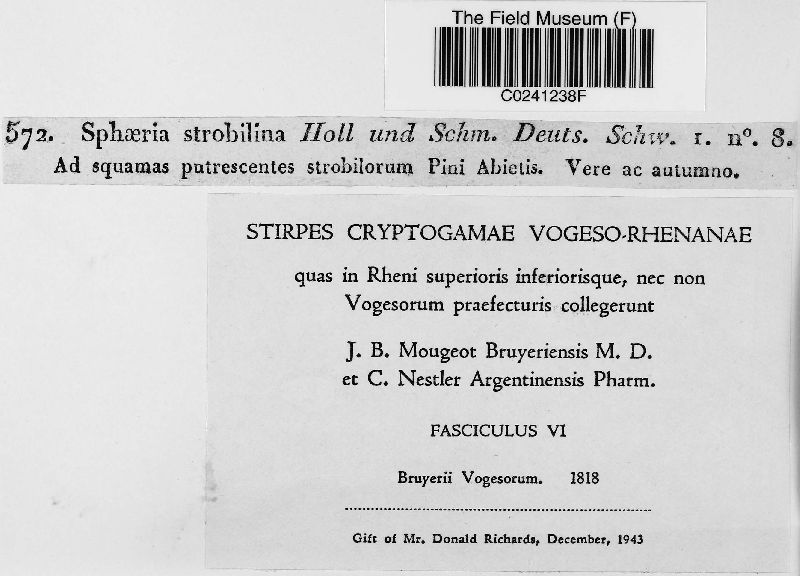 The Field Museum (F)
C0241238F
572. Sphæria strobilina Holl und Schm. Deuts. Schw. 1. nº. 8.
Ad squamas putrescentes strobilorum Pini Abietis. Vere ac autumno.
STIRPES CRYPTOGAMAE VOGESO-RHENANAE
quas in Rheni superioris inferiorisque, nec non
Vogesorum praefecturis collegerunt
J. B. Mougeot Bruyeriensis M. D.
et C. Nestler Argentinensis Pharm.
FASCICULUS VI
Bruyerii Vogesorum. 1818
Gift of Mr. Donald Richards, December, 1943